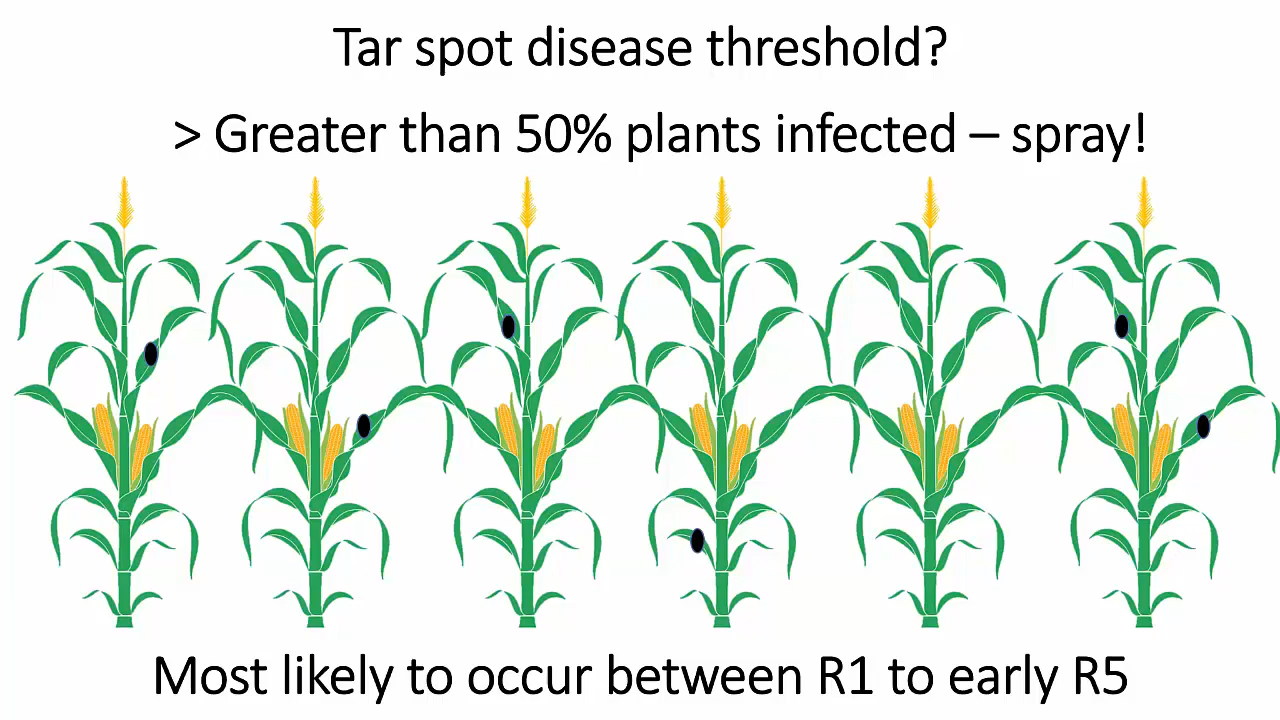 Tar spot disease threshold?
> Greater than 50% plants infected – spray!
Most likely to occur between R1 to early R5